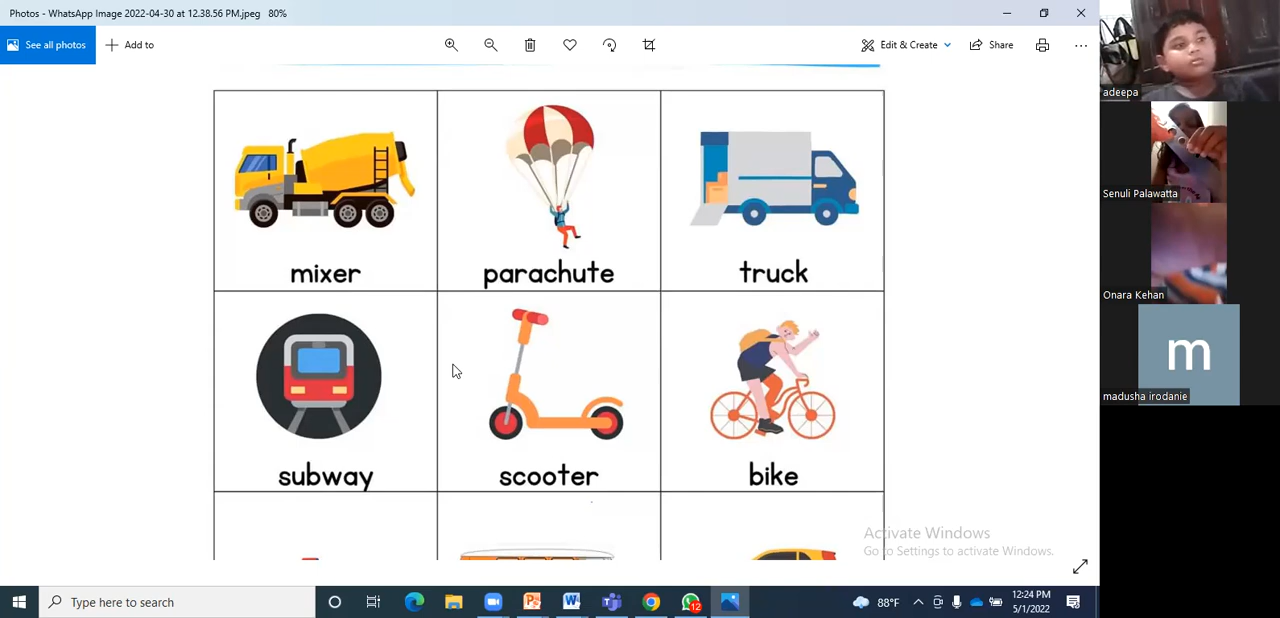 Photos - WhatsApp Image 2022-04-30 at 12.38.56 PM.jpeg 80%
See all photos
Add to
Edit & Create
Share
adeepa
Senuli Palawatta
Onara Kehan
m
madusha irodanie
mixer
parachute
truck
subway
scooter
bike
Activate Windows
Go to Settings to activate Windows.
Type here to search
12
88°F
12:24 PM
5/1/2022